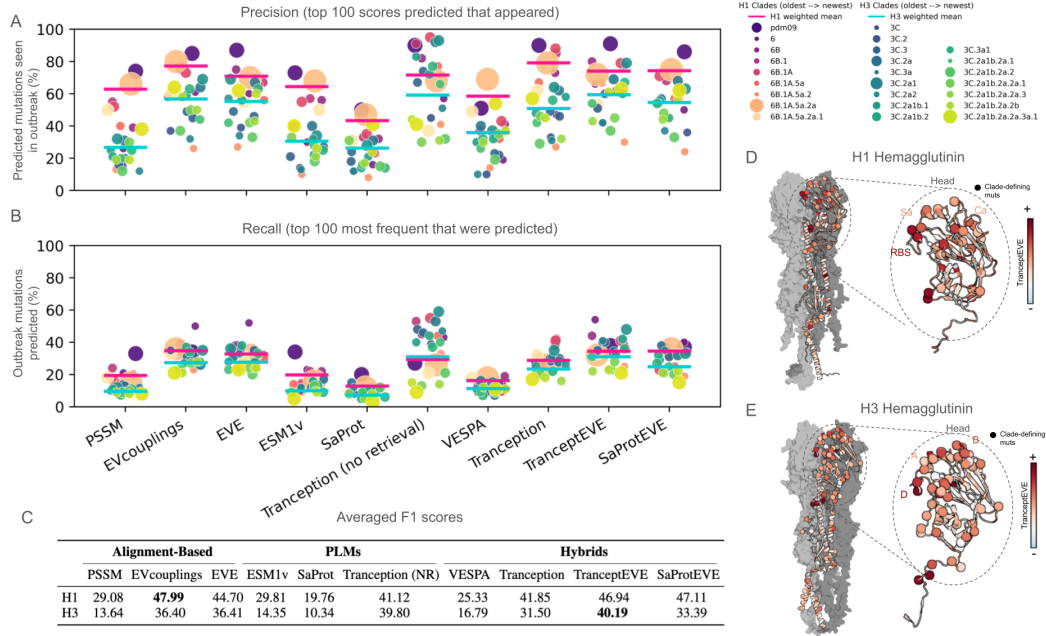 A
Precision (top 100 scores predicted that appeared)
Predicted mutations seen
in outbreak (%)
100
80
60
40
20
0
H1 Clades (oldest --> newest)
H1 weighted mean
pdm09
6
6B
6B.1
6B.1A
6B.1A.5a
6B.1A.5a.2
6B.1A.5a.2a
6B.1A.5a.2a.1
H3 Clades (oldest --> newest)
H3 weighted mean
3C
3C.2
3C.3
3C.2a
3C.3a
3C.2a1
3C.2a2
3C.2a1b.1
3C.2a1b.2
3C.3a1
3C.2a1b.2a.1
3C.2a1b.2a.2
3C.2a1b.2a.2a.1
3C.2a1b.2a.2a.3
3C.2a1b.2a.2b
3C.2a1b.2a.2a.3a.1
B
Recall (top 100 most frequent that were predicted)
Outbreak mutations
predicted (%)
100
80
60
40
20
0
PSSM
EVcouplings
EVE
ESM1v
SaProt
Tranception (no retrieval)
VESPA
Tranception
TranceptEVE
SaProtEVE
C
Averaged F1 scores
Alignment-Based PLMs Hybrids
PSSM EVcouplings EVE ESM1v SaProt Tranception (NR) VESPA Tranception TranceptEVE SaProtEVE
H1 29.08 47.99 44.70 29.81 19.76 41.12 25.33 41.85 46.94 47.11
H3 13.64 36.40 36.41 14.35 10.34 39.80 16.79 31.50 40.19 33.39
D
H1 Hemagglutinin
Head
Clade-defining
muts
Sa
Ca
RBS
+
TranceptEVE
-
E
H3 Hemagglutinin
Head
Clade-defining
muts
B
A
D
+
TranceptEVE
-